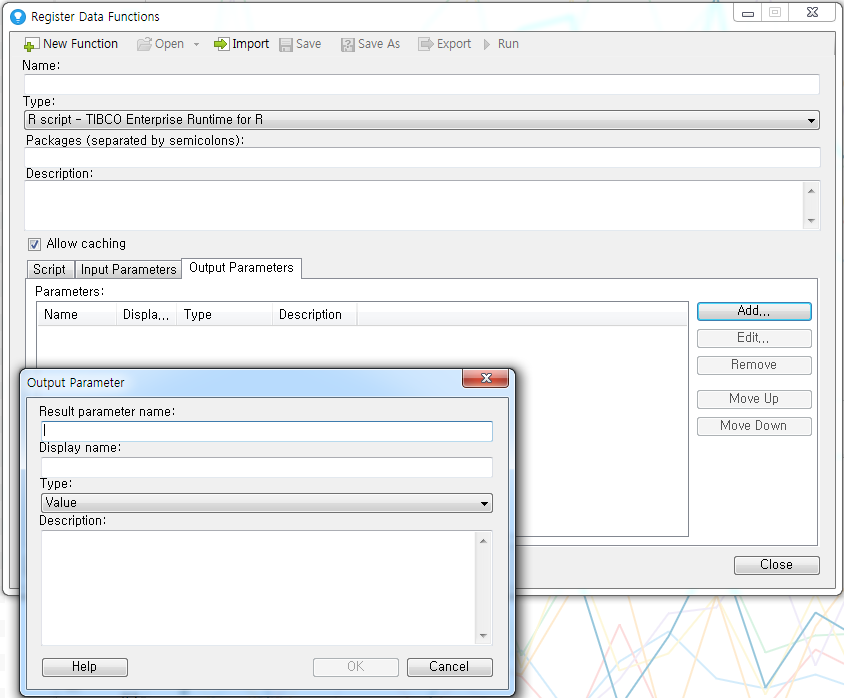 Register Data Functions
New Function Open Import Save Save As Export Run
Name:
Type:
R script - TIBCO Enterprise Runtime for R
Packages (separated by semicolons):
Description:
Allow caching
Script Input Parameters Output Parameters
Parameters:
Name Displa... Type Description
Add...
Edit...
Remove
Move Up
Move Down
Close
Output Parameter
Result parameter name:
Display name:
Type:
Value
Description:
Help OK Cancel